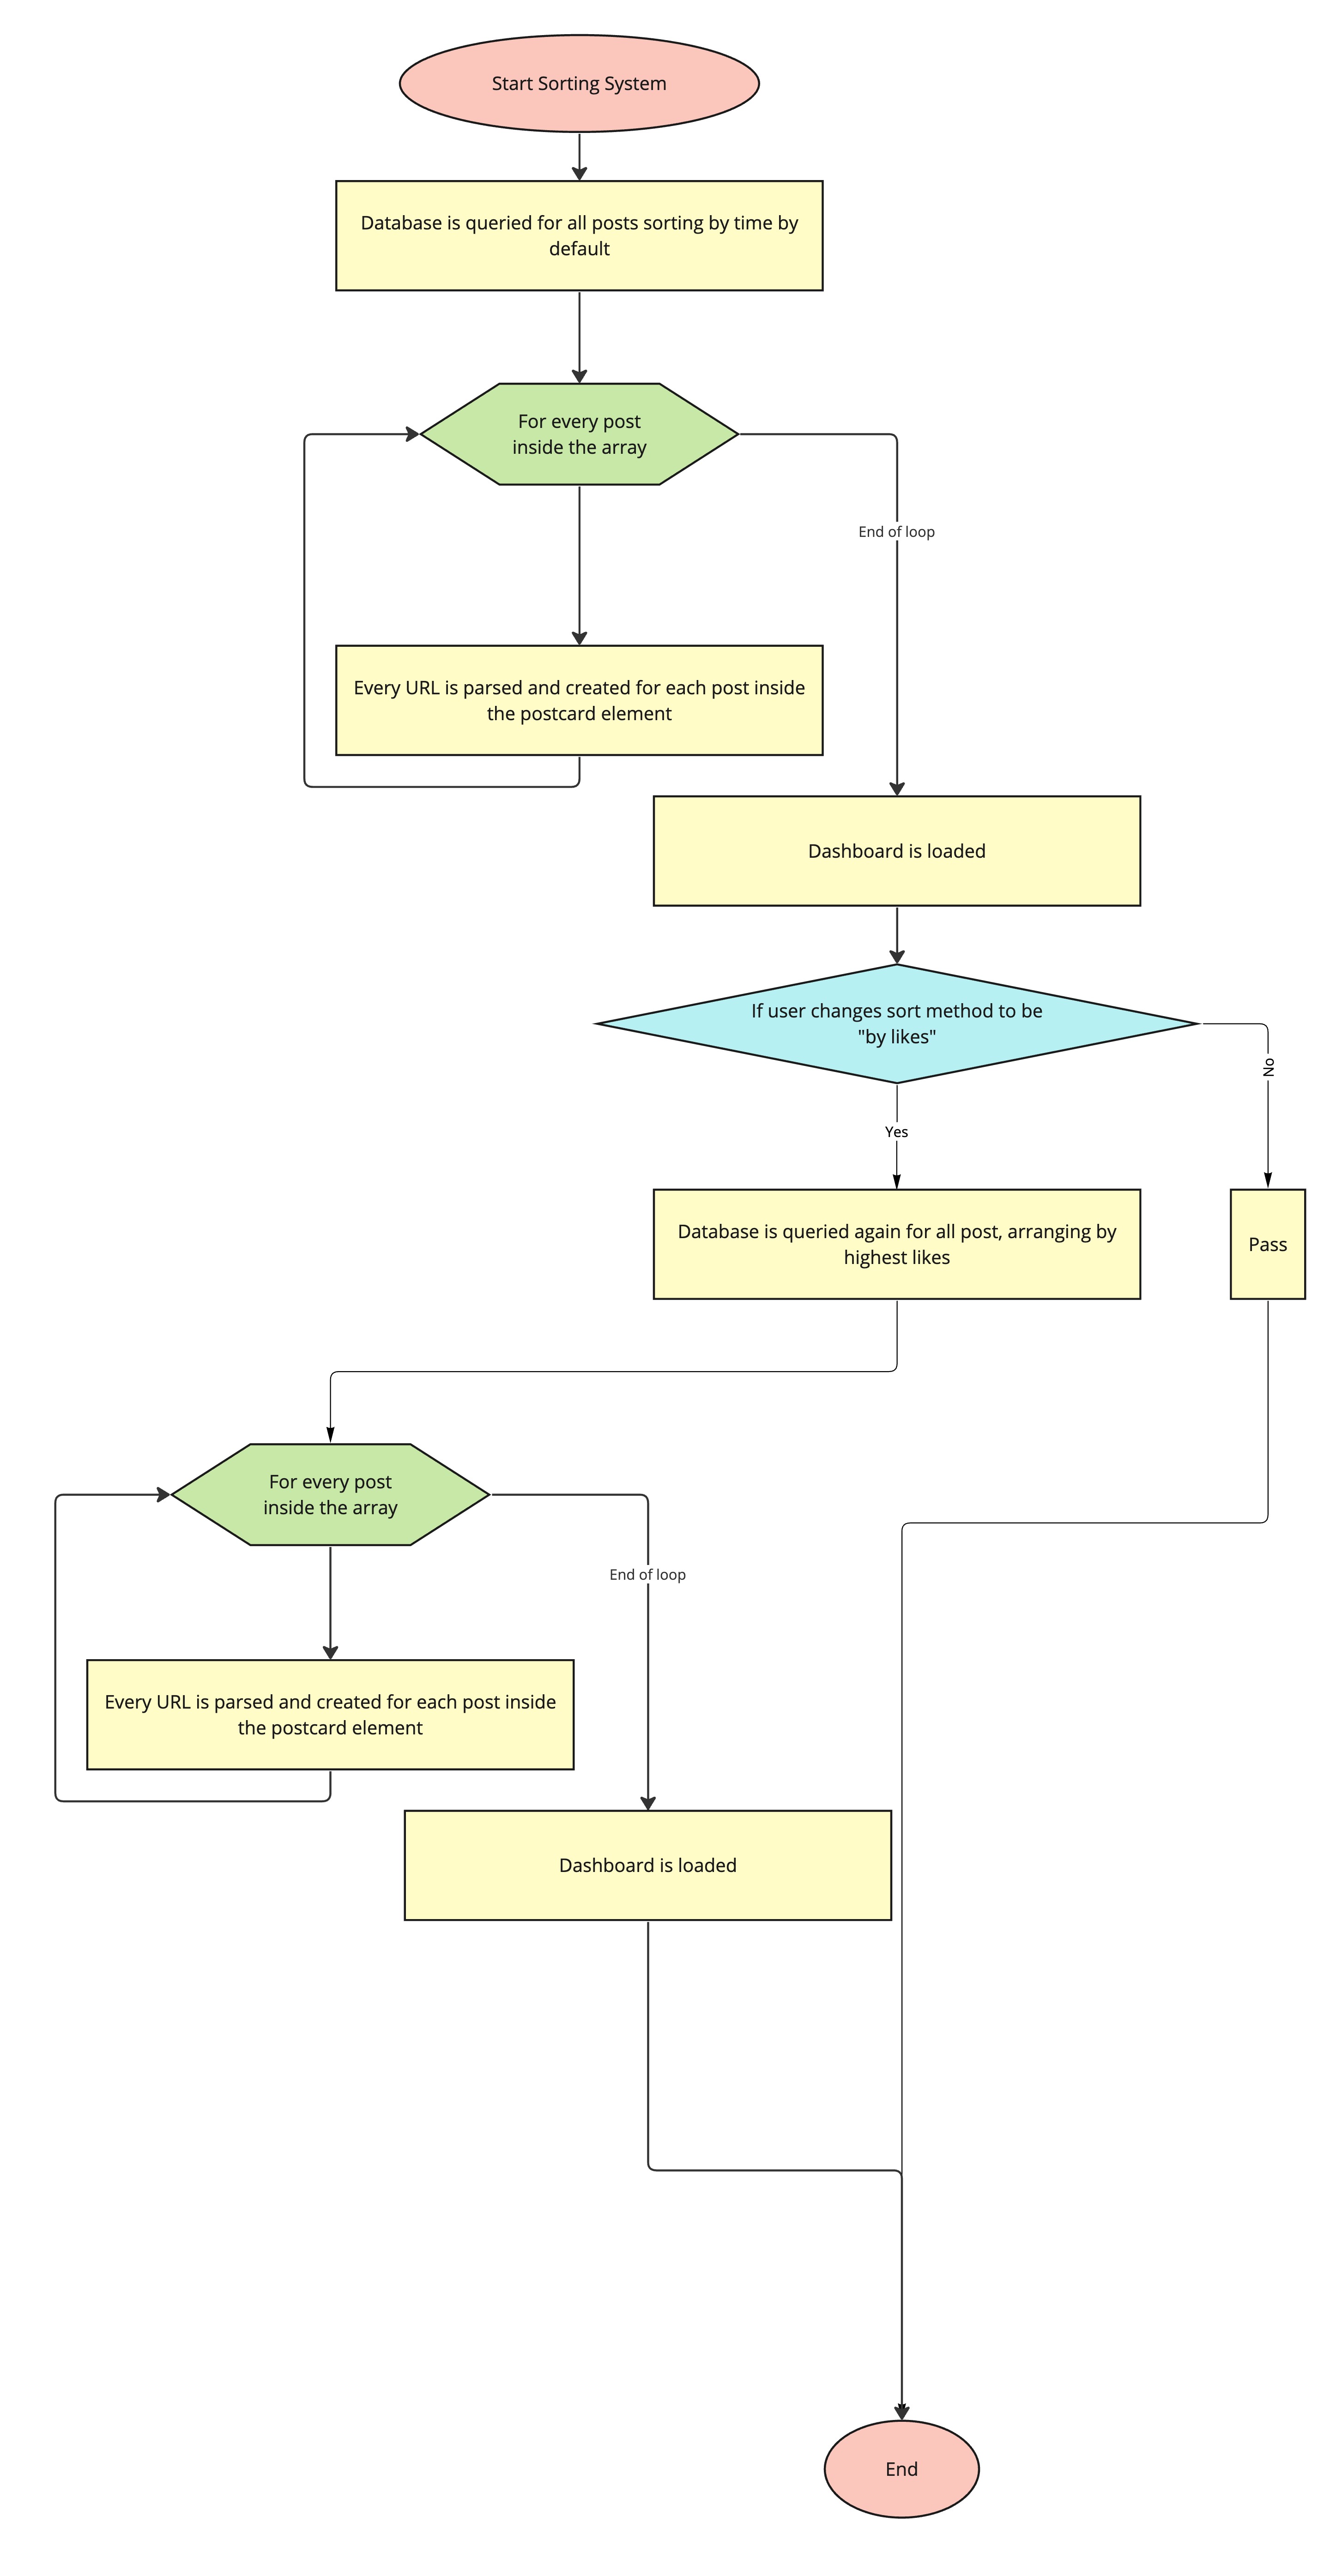 Start Sorting System
Database is queried for all posts sorting by time by
default
For every post
inside the array
End of loop
Every URL is parsed and created for each post inside
the postcard element
Dashboard is loaded
If user changes sort method to be
"by likes"
No
Yes
Database is queried again for all post, arranging by
highest likes
Pass
For every post
inside the array
End of loop
Every URL is parsed and created for each post inside
the postcard element
Dashboard is loaded
End